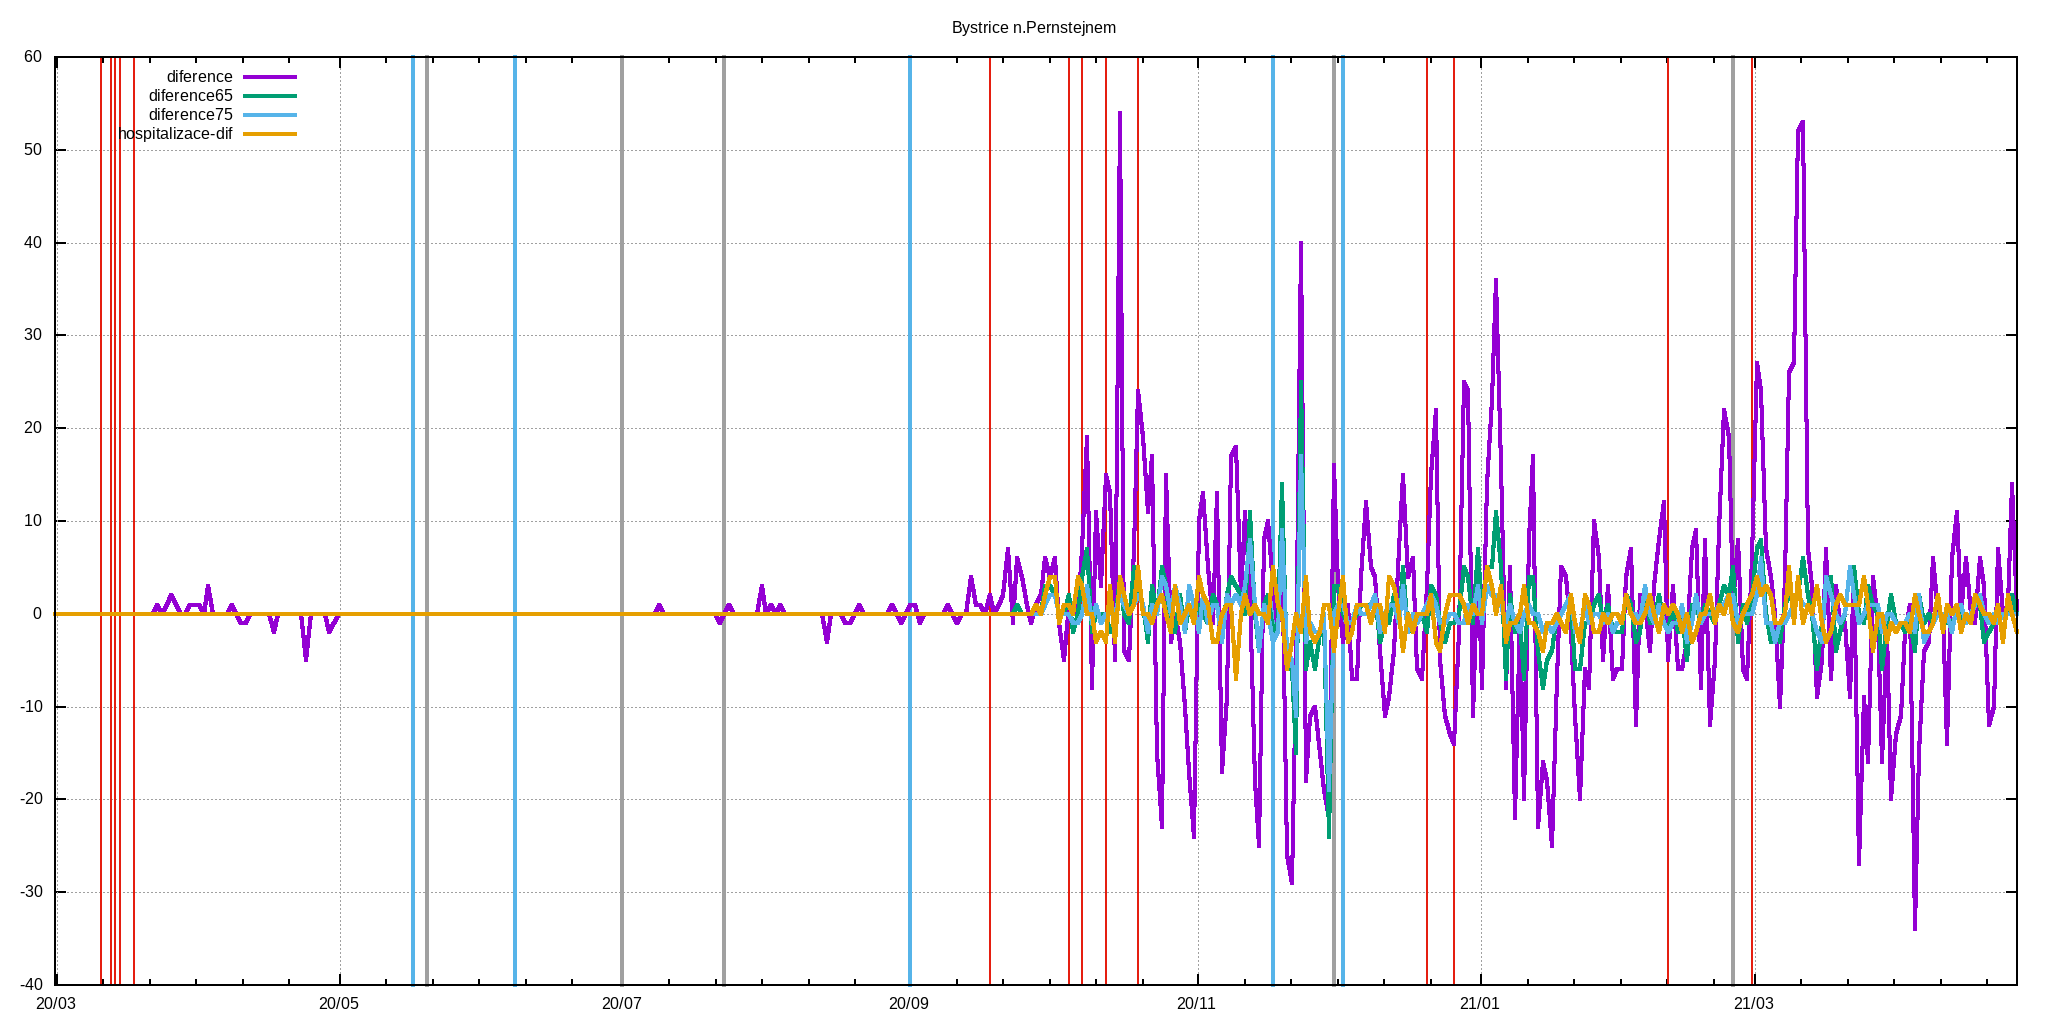 Bystrice n.Pernstejnem
60
50
40
30
20
10
0
-10
-20
-30
-40
diference
diference65
diference75
hospitalizace-dif
20/03 20/05 20/07 20/09 20/11 21/01 21/03